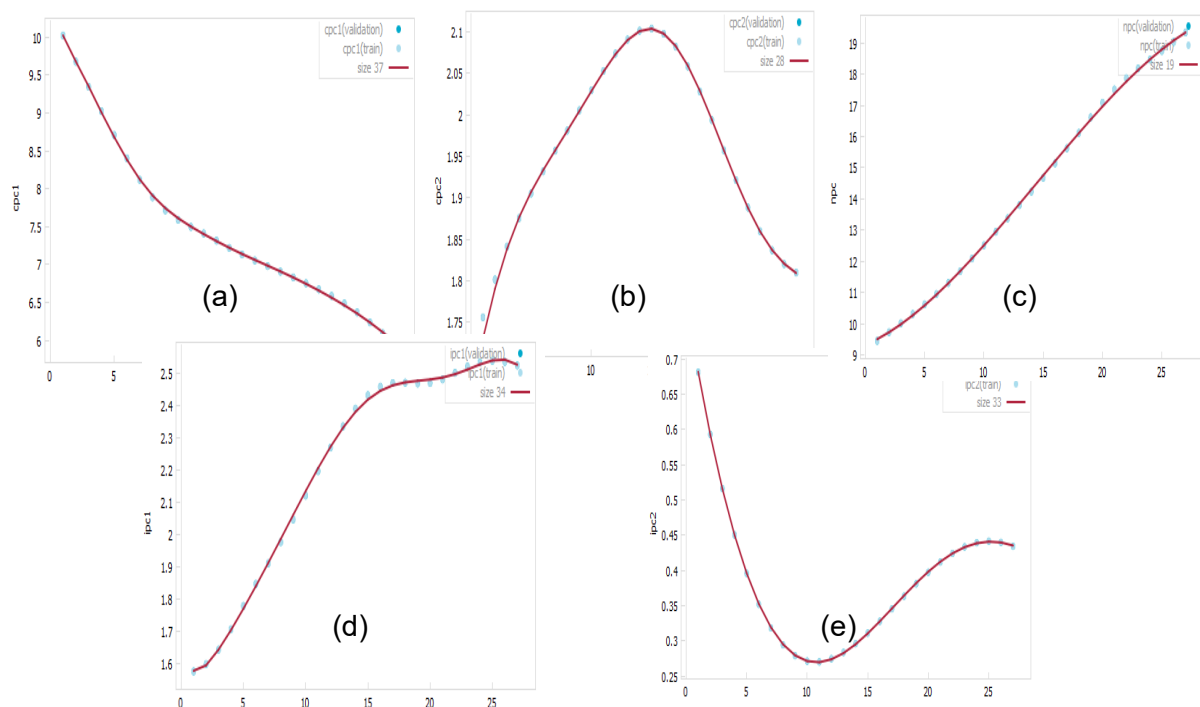 cpc1(validation)
cpc1(train)
size 37
10
9.5
9
8.5
8
7.5
7
6.5
6
cpc1
0
5
(a)
cpc2(validation)
cpc2(train)
size 28
2.1
2.05
2
1.95
1.9
1.85
1.8
1.75
cpc2
10
(b)
npc(validation)
npc(train)
size 19
19
18
17
16
15
14
13
12
11
10
9
npc
0
5
10
15
20
25
(c)
ipc1(validation)
ipc1(train)
size 34
2.5
2.4
2.3
2.2
2.1
2
1.9
1.8
1.7
1.6
ipc1
0
5
10
15
20
25
(d)
ipc2(train)
size 33
0.7
0.65
0.6
0.55
0.5
0.45
0.4
0.35
0.3
0.25
ipc2
0
5
10
15
20
25
(e)